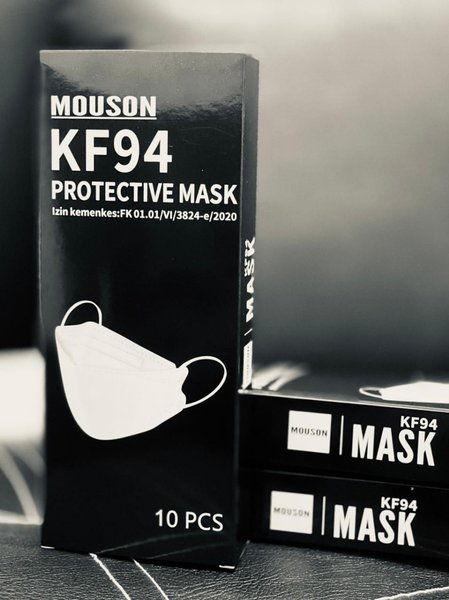 MOUSON
KF94
PROTECTIVE MASK
Izin kemenkes:FK 01.01/VI/3824-e/2020
10 PCS
MASK
MOUSON
KF94
MASK
MOUSON
KF94
MASK